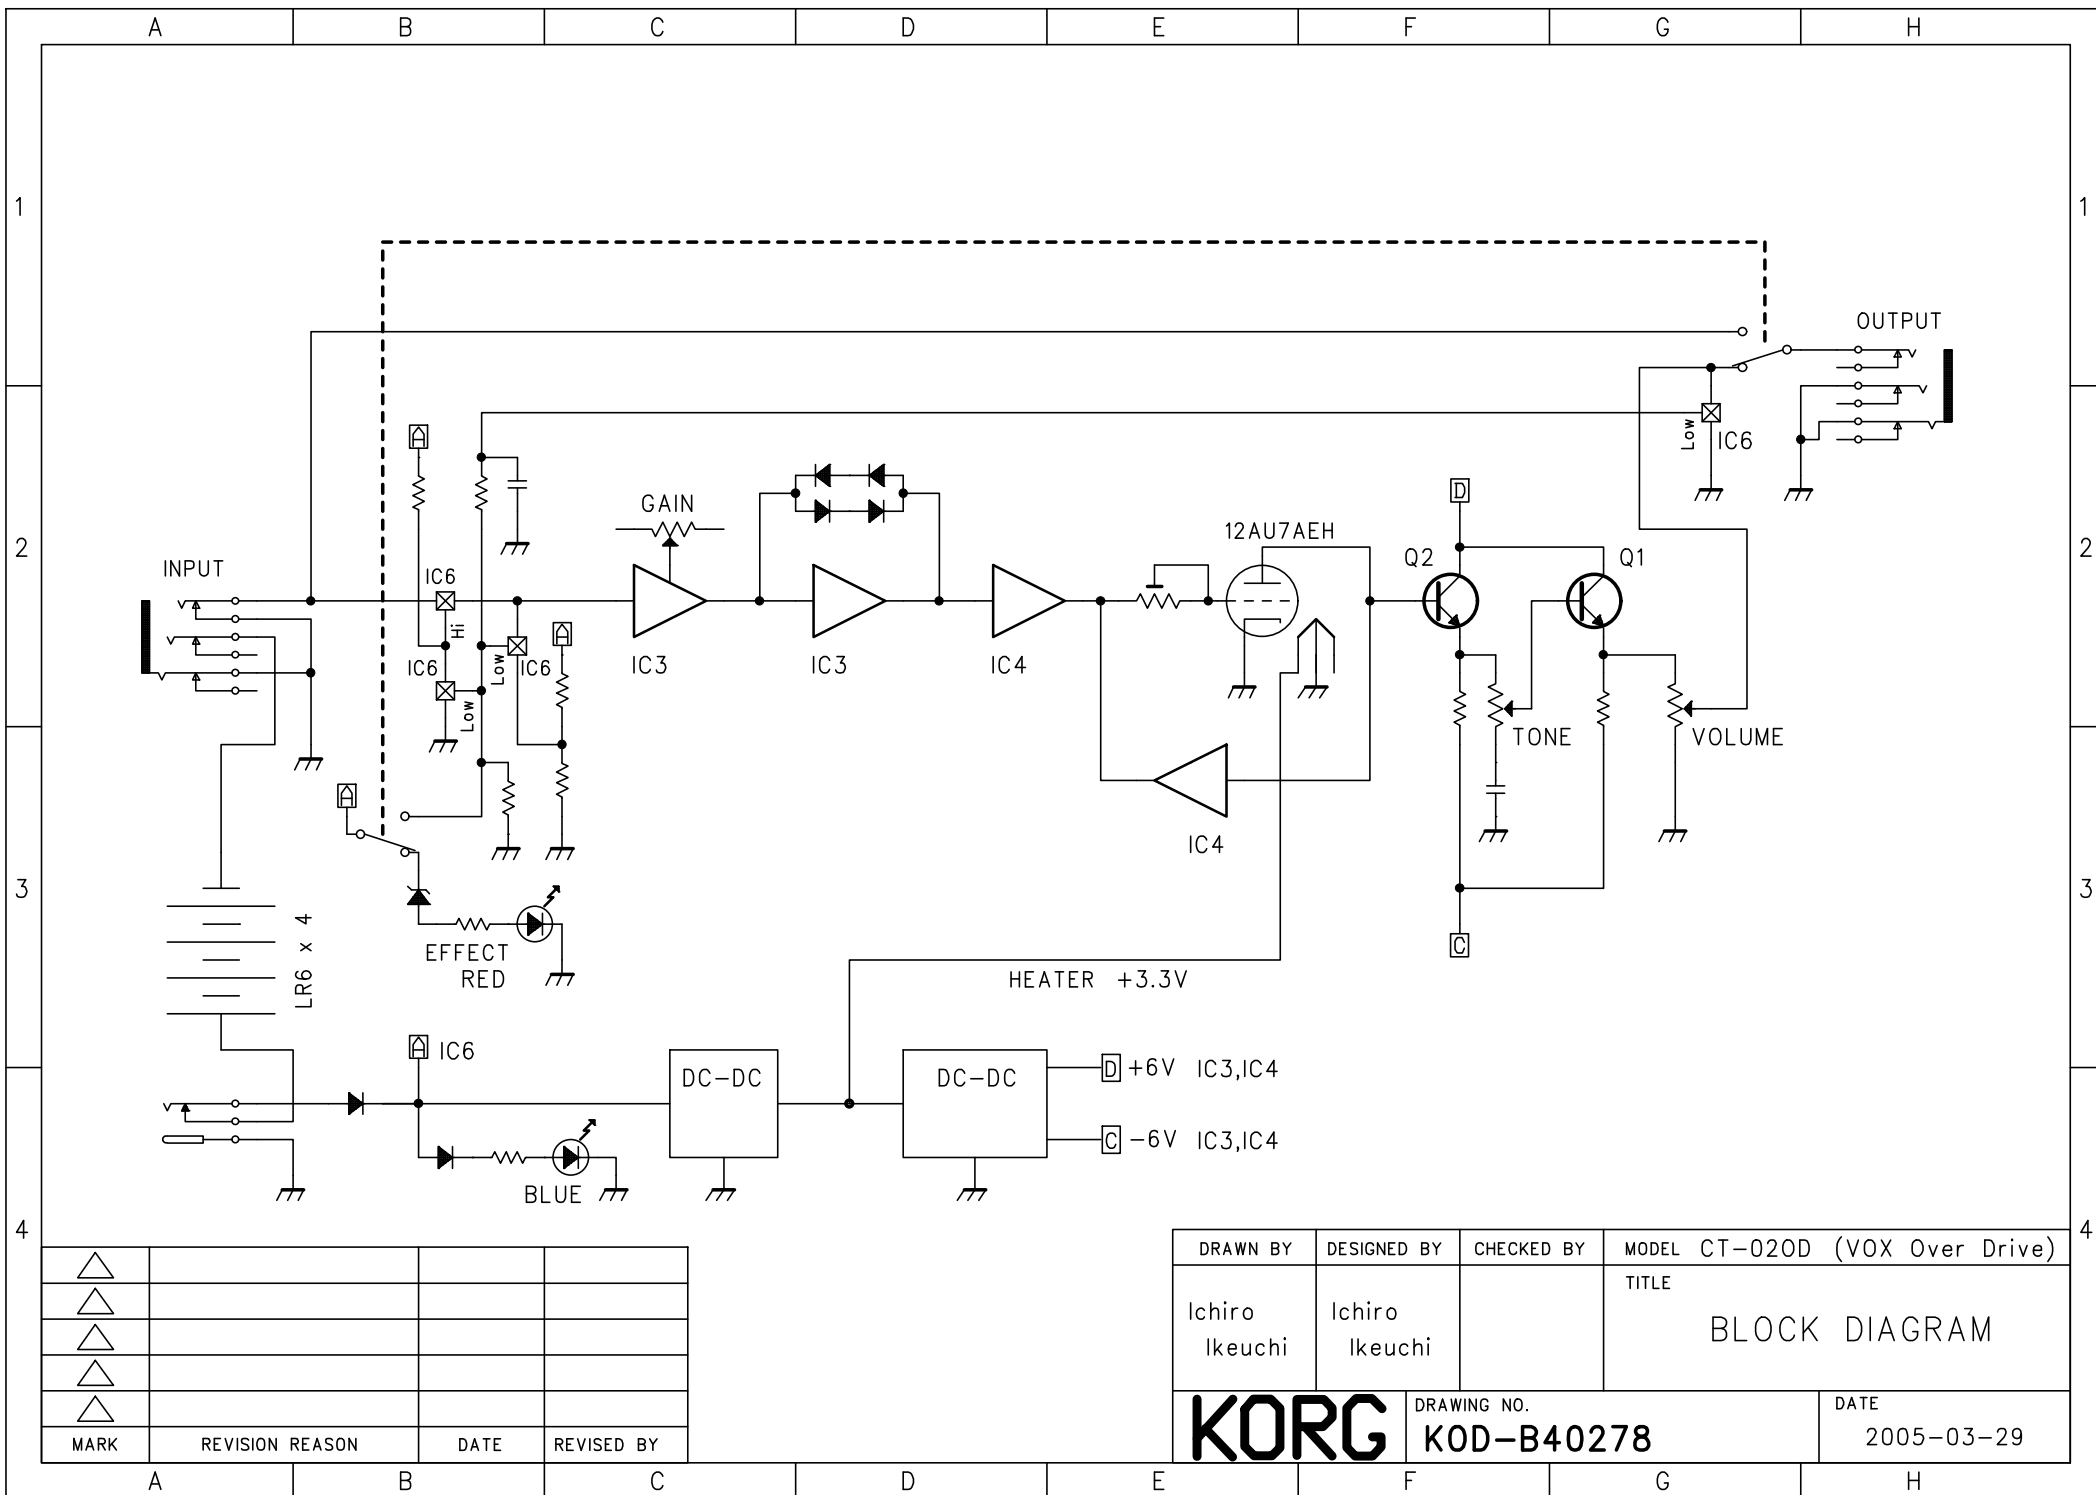 A B C D E F G H
1 1
OUTPUT
A
Low IC6
GAIN
D
2 12AU7AEH 2
INPUT IC6 Q2 Q1
Hi A
IC6 Low IC6 IC3 IC3 IC4
Low
TONE VOLUME
A
IC4
3 3
LR6 x 4
EFFECT
RED
C
HEATER +3.3V
A IC6
DC-DC DC-DC D +6V IC3,IC4
C -6V IC3,IC4
BLUE
4 4
DRAWN BY DESIGNED BY CHECKED BY MODEL CT-02OD (VOX Over Drive)
TITLE
Ichiro Ichiro
Ikeuchi Ikeuchi
BLOCK DIAGRAM
KORG
DRAWING NO.
KOD-B40278
DATE
2005-03-29
MARK REVISION REASON DATE REVISED BY
A B C D E F G H